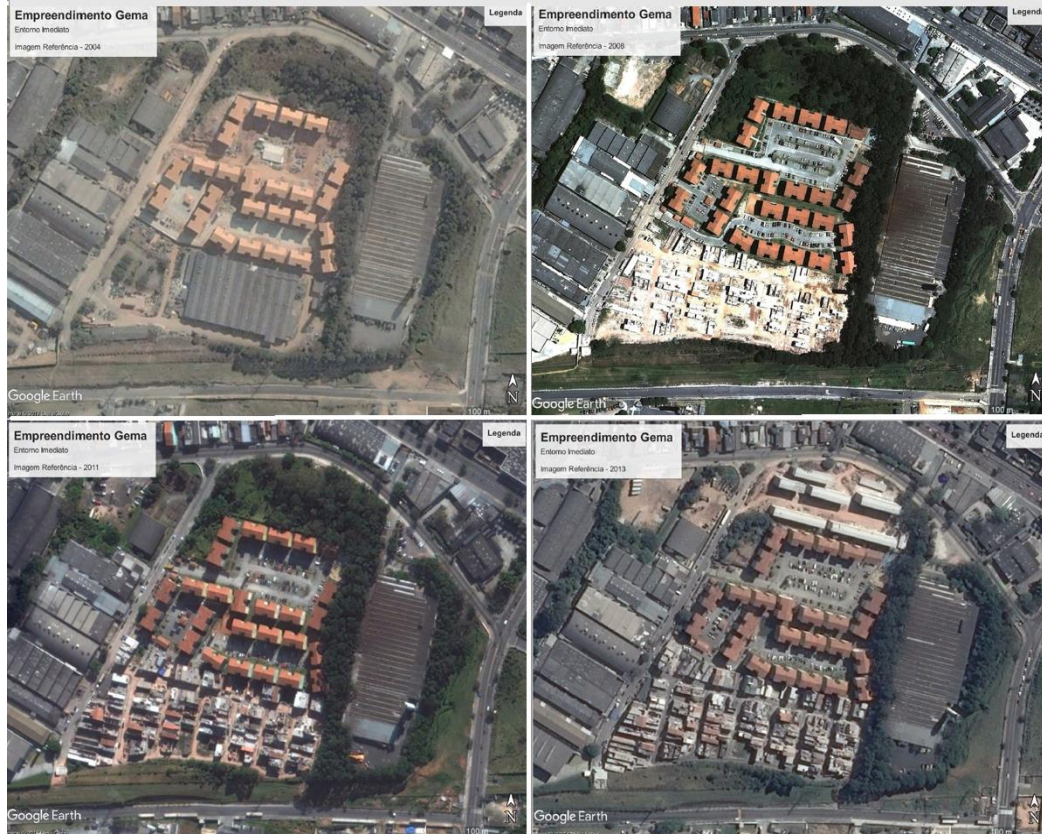 Empreendimento Gema
Entorno Imediato
Imagem Referência - 2004
Legenda
Google Earth
N
100 m
Empreendimento Gema
Entorno Imediato
Imagem Referência - 2008
Legenda
Google Earth
N
100 m
Empreendimento Gema
Entorno Imediato
Imagem Referência - 2011
Legenda
Google Earth
N
100 m
Empreendimento Gema
Entorno Imediato
Imagem Referência - 2013
Legenda
Google Earth
N
100 m